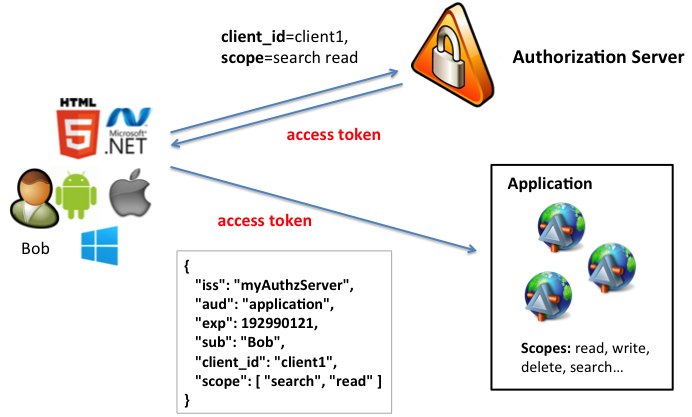 client_id=client1,
scope=search read
Authorization Server
HTML
5
Microsoft®
.NET
access token
Bob
access token
Application
{
"iss": "myAuthzServer",
"aud": "application",
"exp": 192990121,
"sub": "Bob",
"client_id": "client1",
"scope": [ "search", "read" ]
}
Scopes: read, write,
delete, search…